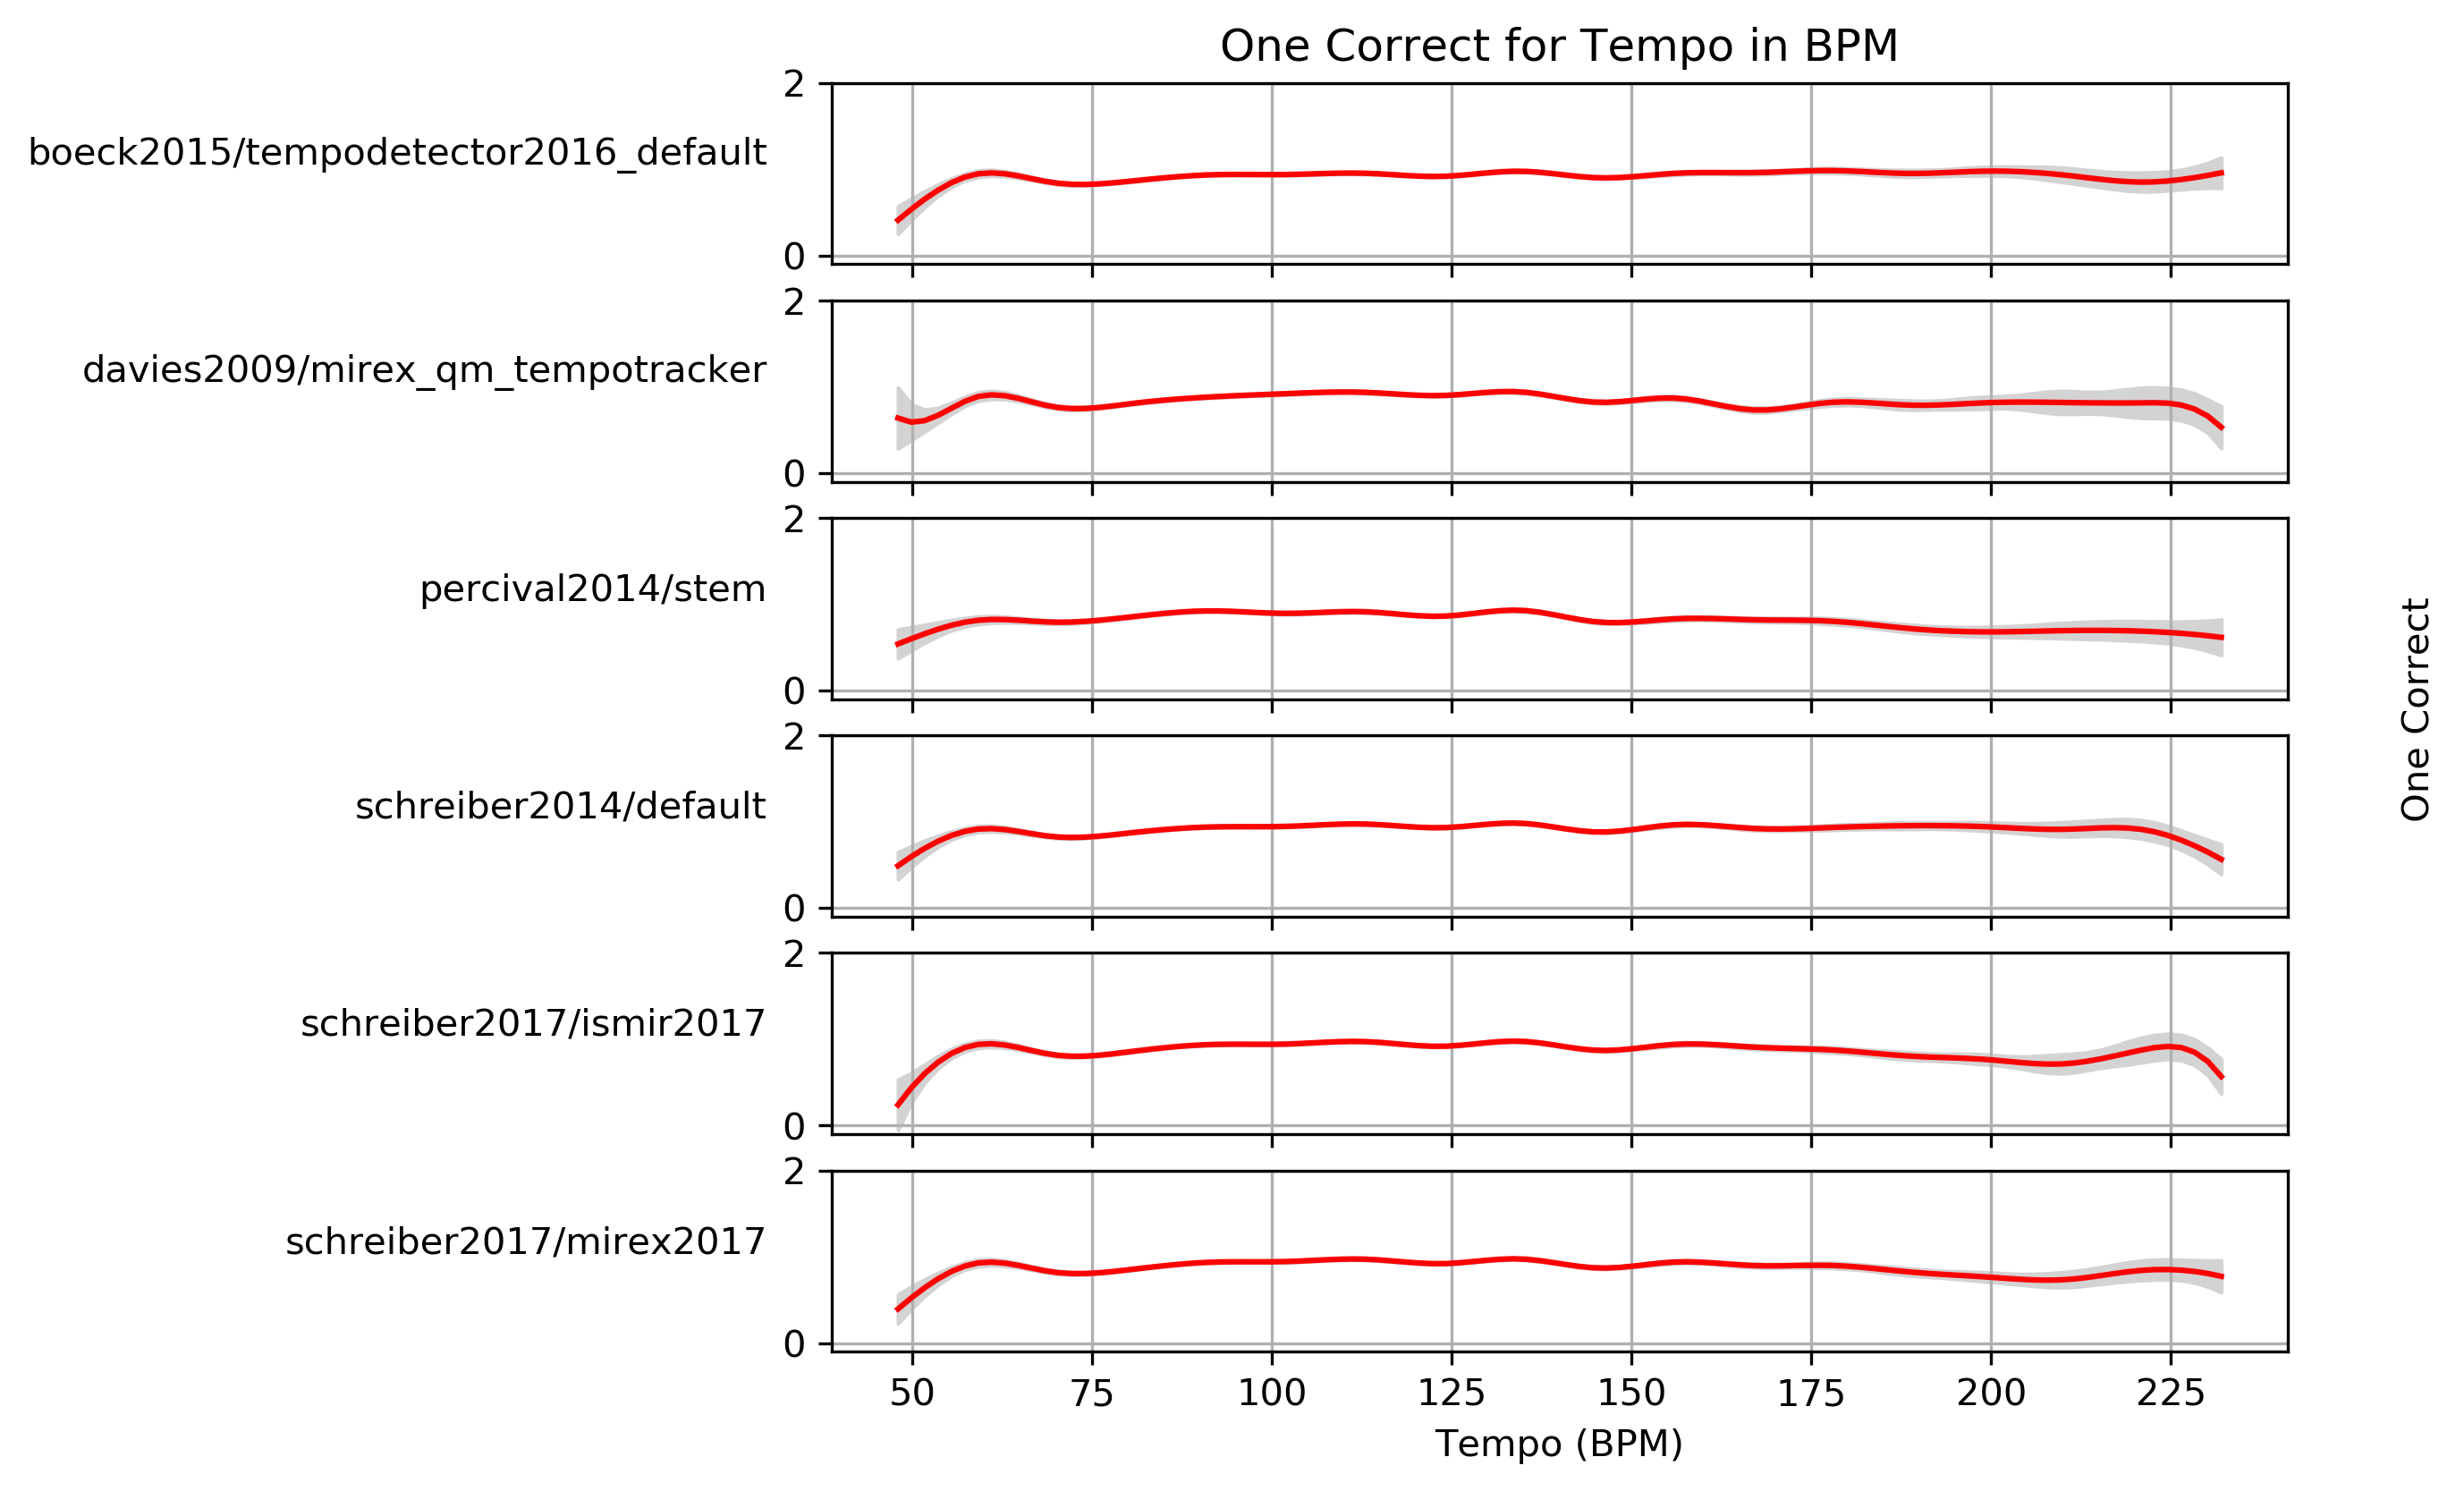 One Correct for Tempo in BPM
2
boeck2015/tempodetector2016_default
0
2
davies2009/mirex_qm_tempotracker
0
2
percival2014/stem
0
One Correct
2
schreiber2014/default
0
2
schreiber2017/ismir2017
0
2
schreiber2017/mirex2017
0
50 75 100 125 150 175 200 225
Tempo (BPM)